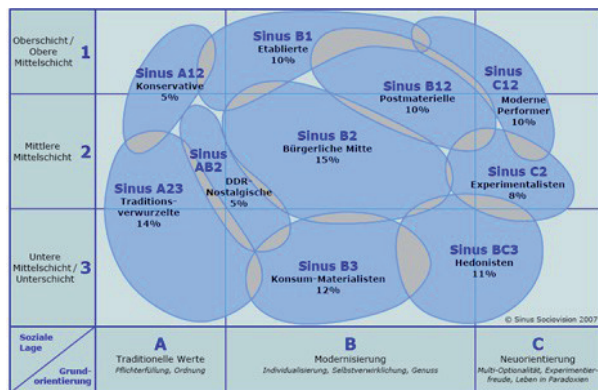 Oberschicht /
Obere
Mittelschicht
1
Sinus B1
Etablierte
10%
Sinus A12
Konservative
5%
Sinus B12
Postmaterielle
10%
Sinus
C12
Moderne
Performer
10%
Mittlere
Mittelschicht
2
Sinus B2
Bürgerliche Mitte
15%
Sinus
AB2
DDR-
Nostalgische
5%
Sinus A23
Traditions-
verwurzelte
14%
Sinus C2
Experimentalisten
8%
Untere
Mittelschicht /
Unterschicht
3
Sinus B3
Konsum-Materialisten
12%
Sinus BC3
Hedonisten
11%
© Sinus Sociovision 2007
Soziale
Lage
Grund-
orientierung
A
Traditionelle Werte
Pflichterfüllung, Ordnung
B
Modernisierung
Individualisierung, Selbstverwirklichung, Genuss
C
Neuorientierung
Multi-Optionalität, Experimentier-
freude, Leben in Paradoxien